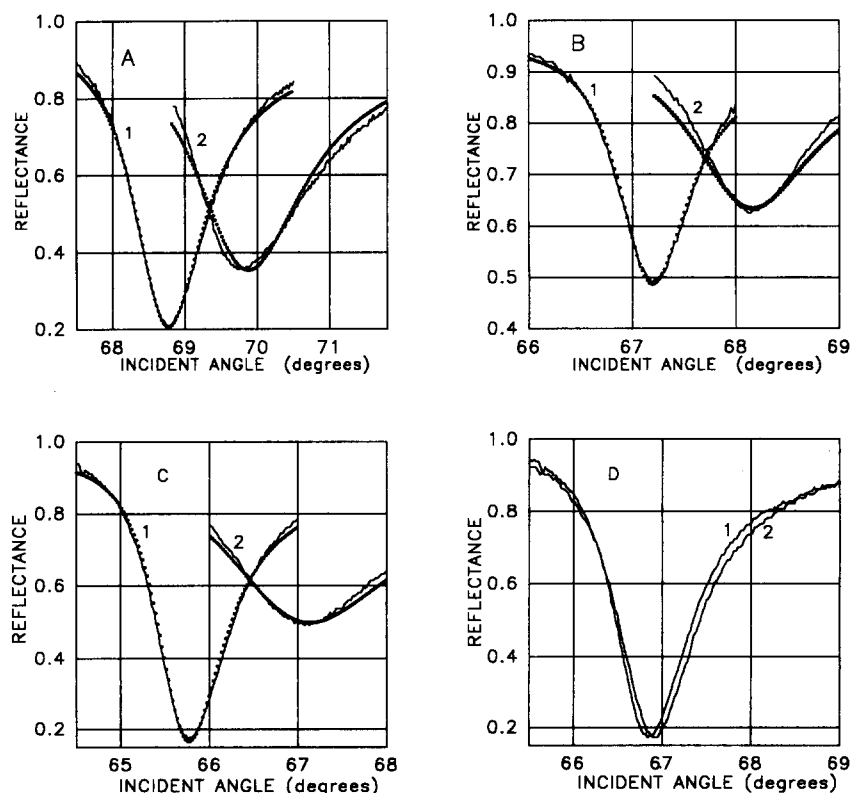 A
REFLECTANCE
1.0
0.8
0.6
0.4
0.2
1
2
68 69 70 71
INCIDENT ANGLE (degrees)
B
REFLECTANCE
1.0
0.9
0.8
0.7
0.6
0.5
0.4
1
2
66 67 68 69
INCIDENT ANGLE (degrees)
C
REFLECTANCE
1.0
0.8
0.6
0.4
0.2
1
2
65 66 67 68
INCIDENT ANGLE (degrees)
D
REFLECTANCE
1.0
0.8
0.6
0.4
0.2
1
2
66 67 68 69
INCIDENT ANGLE (degrees)